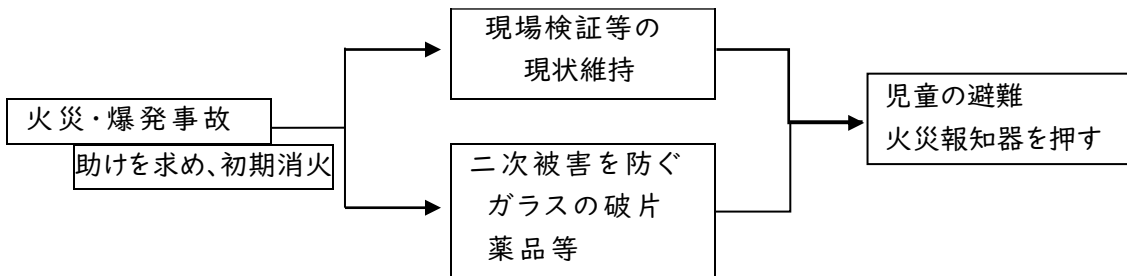 火災・爆発事故
助けを求め、初期消火
現場検証等の
現状維持
二次被害を防ぐ
ガラスの破片
薬品等
児童の避難
火災報知器を押す